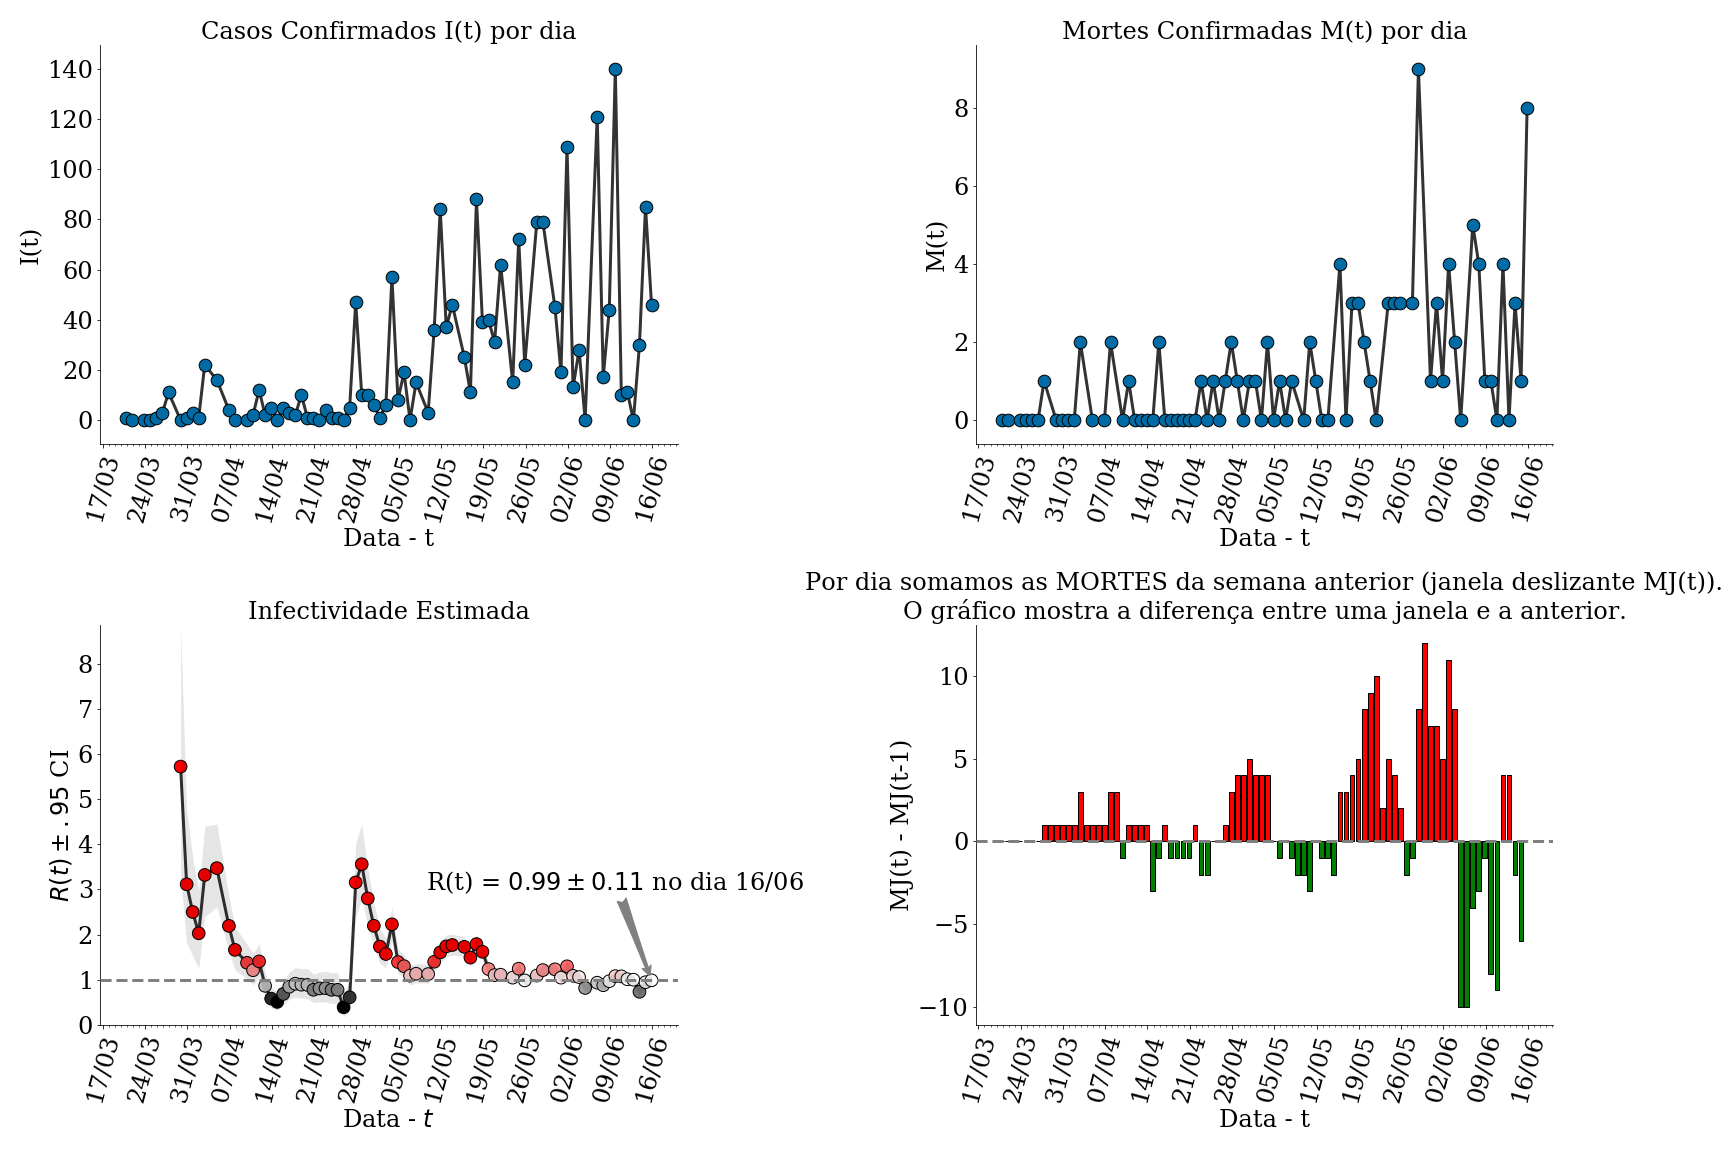 Casos Confirmados I(t) por dia
I(t)
140
120
100
80
60
40
20
0
17/03 24/03 31/03 07/04 14/04 21/04 28/04 05/05 12/05 19/05 26/05 02/06 09/06 16/06
Data - t
Mortes Confirmadas M(t) por dia
M(t)
8
6
4
2
0
17/03 24/03 31/03 07/04 14/04 21/04 28/04 05/05 12/05 19/05 26/05 02/06 09/06 16/06
Data - t
Infectividade Estimada
R(t) ± .95 CI
8
7
6
5
4
3
2
1
0
R(t) = 0.99 ± 0.11 no dia 16/06
17/03 24/03 31/03 07/04 14/04 21/04 28/04 05/05 12/05 19/05 26/05 02/06 09/06 16/06
Data - t
Por dia somamos as MORTES da semana anterior (janela deslizante MJ(t)).
O gráfico mostra a diferença entre uma janela e a anterior.
MJ(t) - MJ(t-1)
10
5
0
−5
−10
17/03 24/03 31/03 07/04 14/04 21/04 28/04 05/05 12/05 19/05 26/05 02/06 09/06 16/06
Data - t